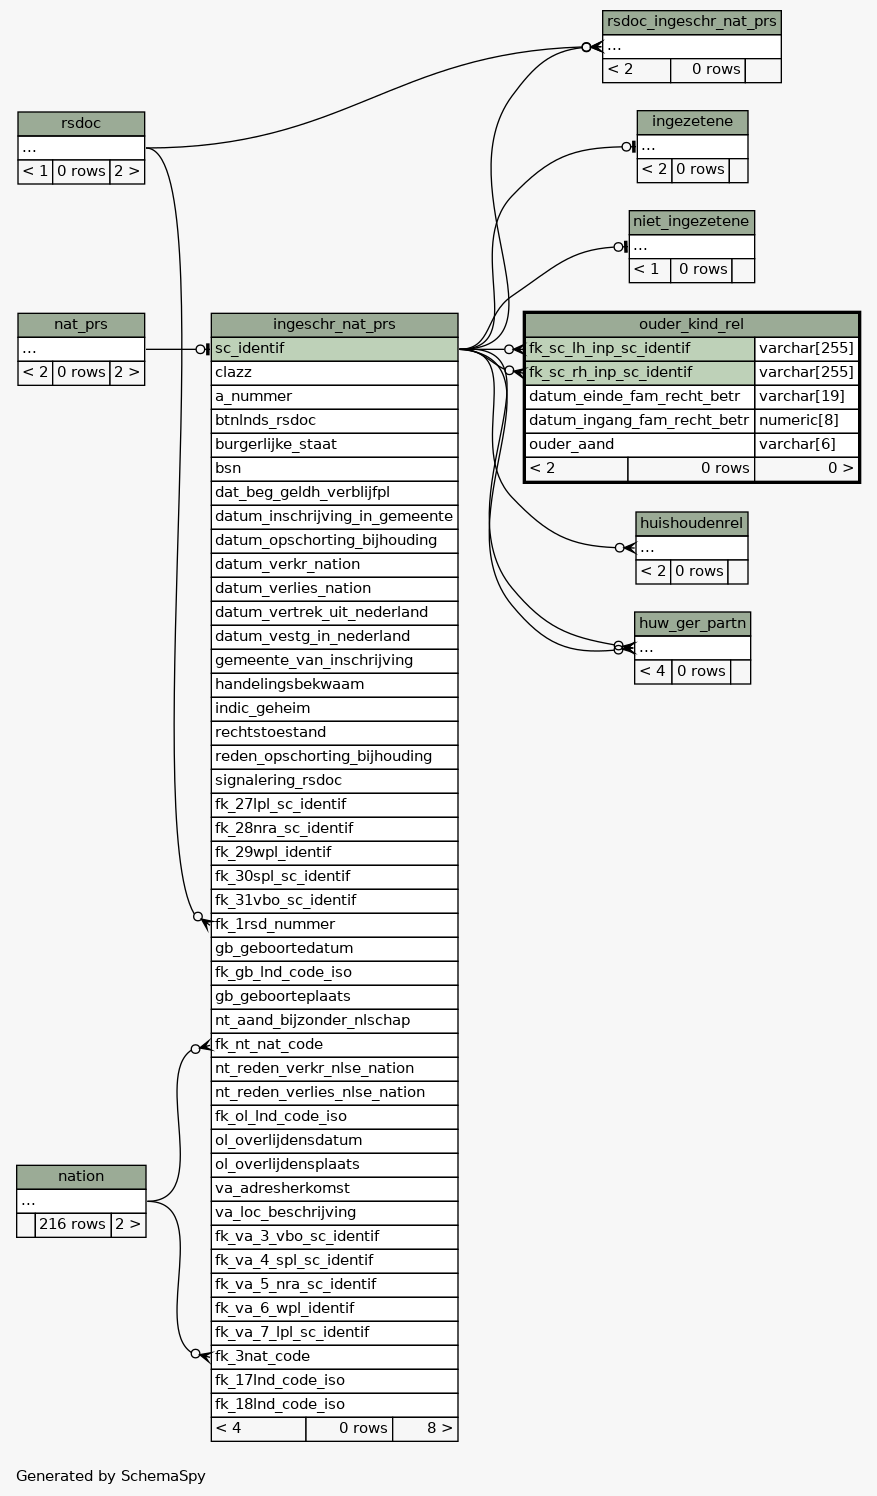 rsdoc_ingeschr_nat_prs
...
< 2 0 rows
rsdoc
...
< 1 0 rows 2 >
ingezetene
...
< 2 0 rows
niet_ingezetene
...
< 1 0 rows
nat_prs
...
< 2 0 rows 2 >
ingeschr_nat_prs
sc_identif
clazz
a_nummer
btnlnds_rsdoc
burgerlijke_staat
bsn
dat_beg_geldh_verblijfpl
datum_inschrijving_in_gemeente
datum_opschorting_bijhouding
datum_verkr_nation
datum_verlies_nation
datum_vertrek_uit_nederland
datum_vestg_in_nederland
gemeente_van_inschrijving
handelingsbekwaam
indic_geheim
rechtstoestand
reden_opschorting_bijhouding
signalering_rsdoc
fk_27lpl_sc_identif
fk_28nra_sc_identif
fk_29wpl_identif
fk_30spl_sc_identif
fk_31vbo_sc_identif
fk_1rsd_nummer
gb_geboortedatum
fk_gb_lnd_code_iso
gb_geboorteplaats
nt_aand_bijzonder_nlschap
fk_nt_nat_code
nt_reden_verkr_nlse_nation
nt_reden_verlies_nlse_nation
fk_ol_lnd_code_iso
ol_overlijdensdatum
ol_overlijdensplaats
va_adresherkomst
va_loc_beschrijving
fk_va_3_vbo_sc_identif
fk_va_4_spl_sc_identif
fk_va_5_nra_sc_identif
fk_va_6_wpl_identif
fk_va_7_lpl_sc_identif
fk_3nat_code
fk_17lnd_code_iso
fk_18lnd_code_iso
< 4 0 rows 8 >
ouder_kind_rel
fk_sc_lh_inp_sc_identif varchar[255]
fk_sc_rh_inp_sc_identif varchar[255]
datum_einde_fam_recht_betr varchar[19]
datum_ingang_fam_recht_betr numeric[8]
ouder_aand varchar[6]
< 2 0 rows 0 >
huishoudenrel
...
< 2 0 rows
huw_ger_partn
...
< 4 0 rows
nation
...
216 rows 2 >
Generated by SchemaSpy